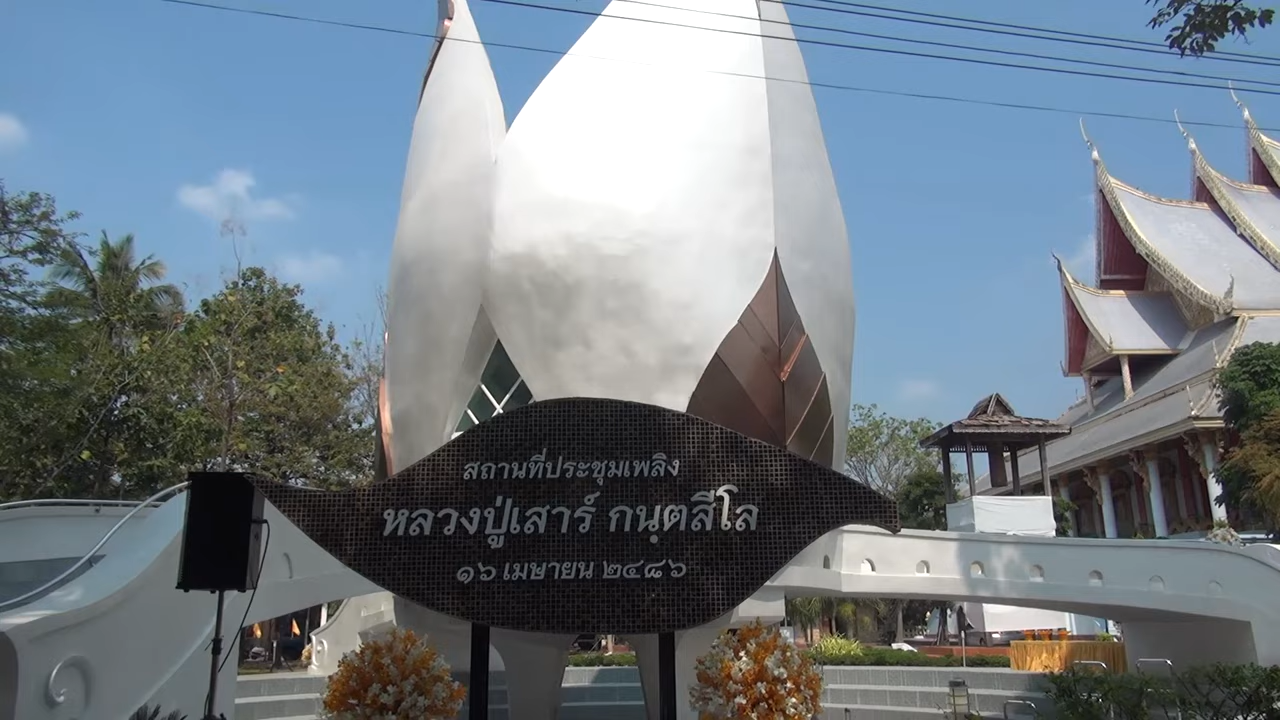 สถานที่ประชุมเพลิง
หลวงปู่เสาร์ กนฺตสีโล
๑๖ เมษายน ๒๔๘๖